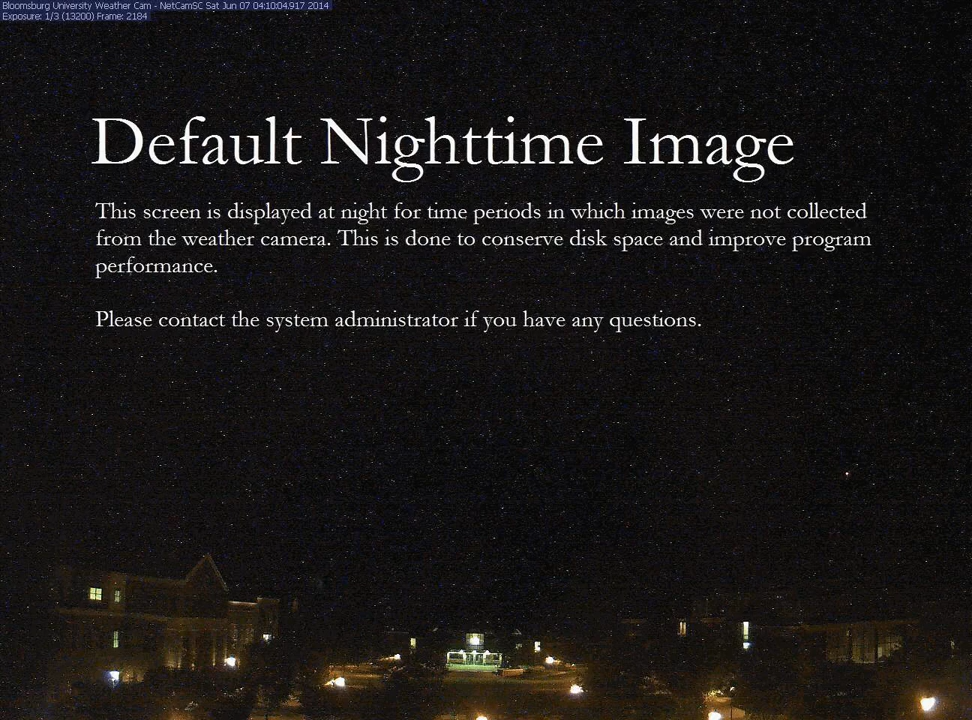 Bloomsburg University Weather Cam - NetCamSC Sat Jun 07 04:10:04.917 2014
Exposure: 1/3 (13200) Frame: 2184
Default Nighttime Image
This screen is displayed at night for time periods in which images were not collected
from the weather camera. This is done to conserve disk space and improve program
performance.
Please contact the system administrator if you have any questions.